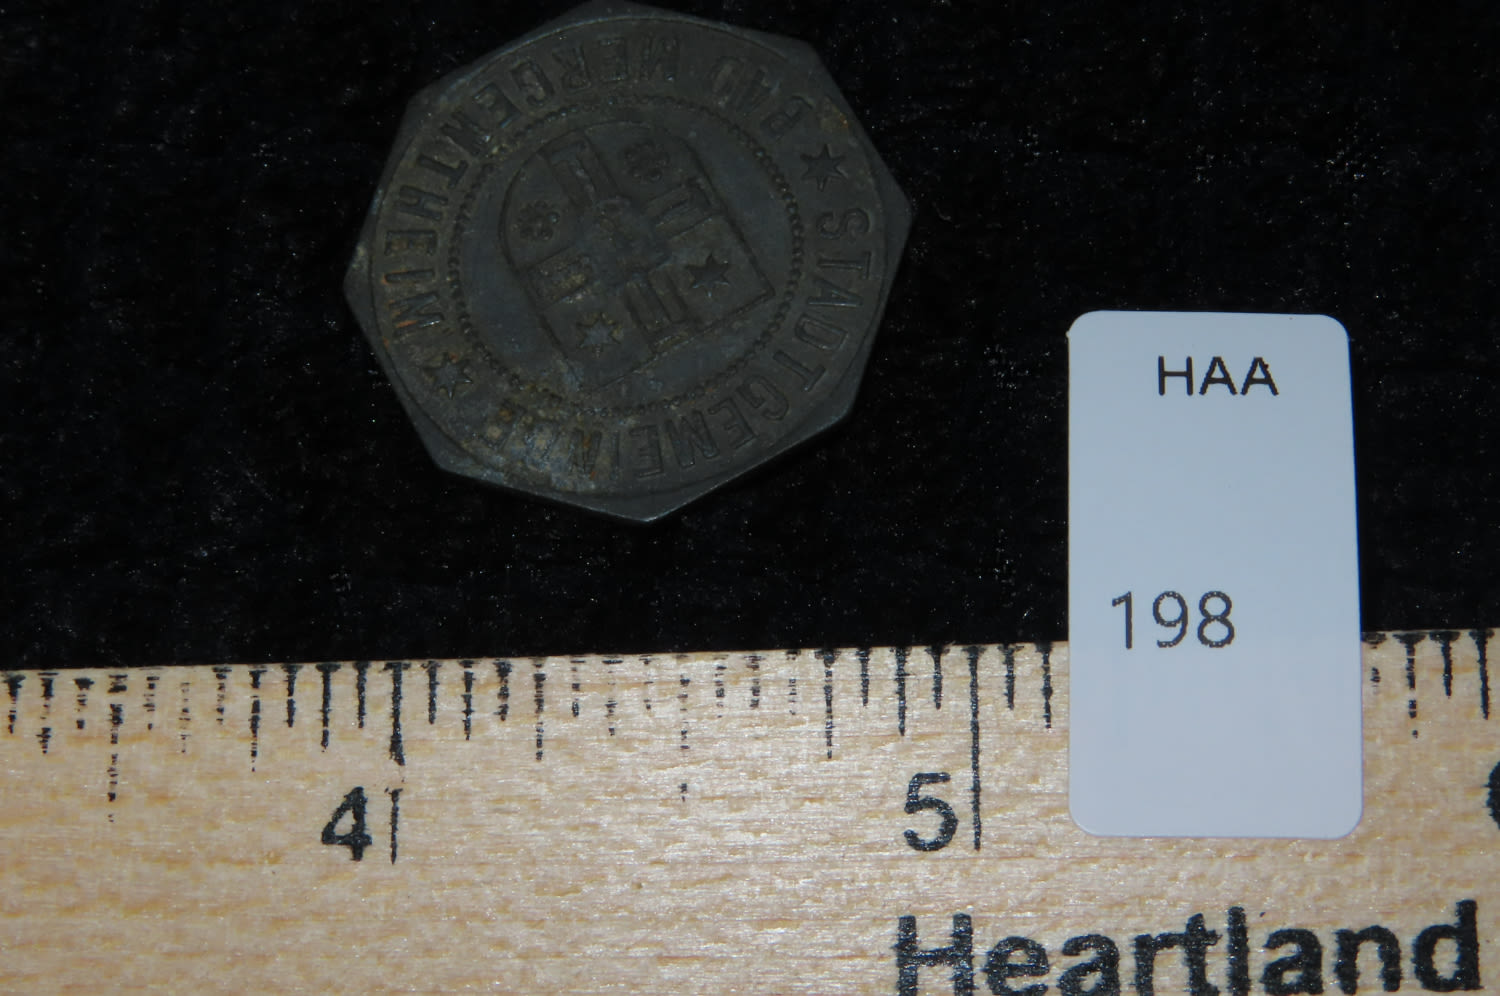 STADTGEMEINDE
BAD MERGENTHEIM
HAA
198
4 5
Heartland